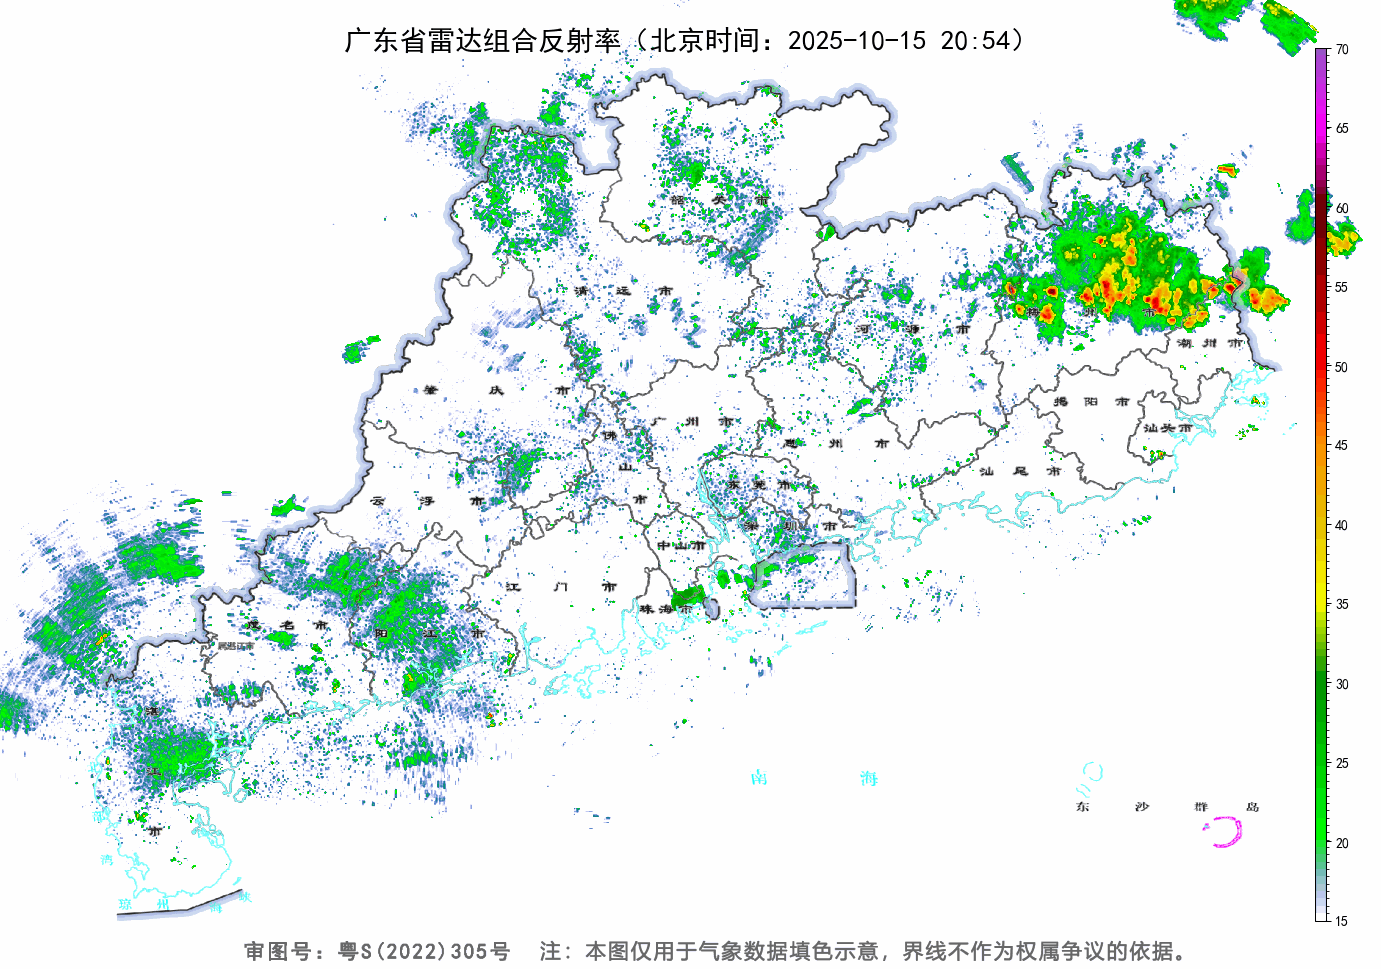 广东省雷达组合反射率（北京时间：2025-10-15 20:54）
70
65
60
55
50
45
40
35
30
25
20
15
韶关市
清远市
河源市
梅州市
潮州市
肇庆市
广州市
佛山市
惠州市
揭阳市
汕头市
汕尾市
云浮市
东莞市
深圳市
中山市
江门市
珠海市
茂名市
阳江市
湛江市
南海
东沙群岛
湾
琼州海峡
审图号：粤S(2022)305号 注：本图仅用于气象数据填色示意，界线不作为权属争议的依据。